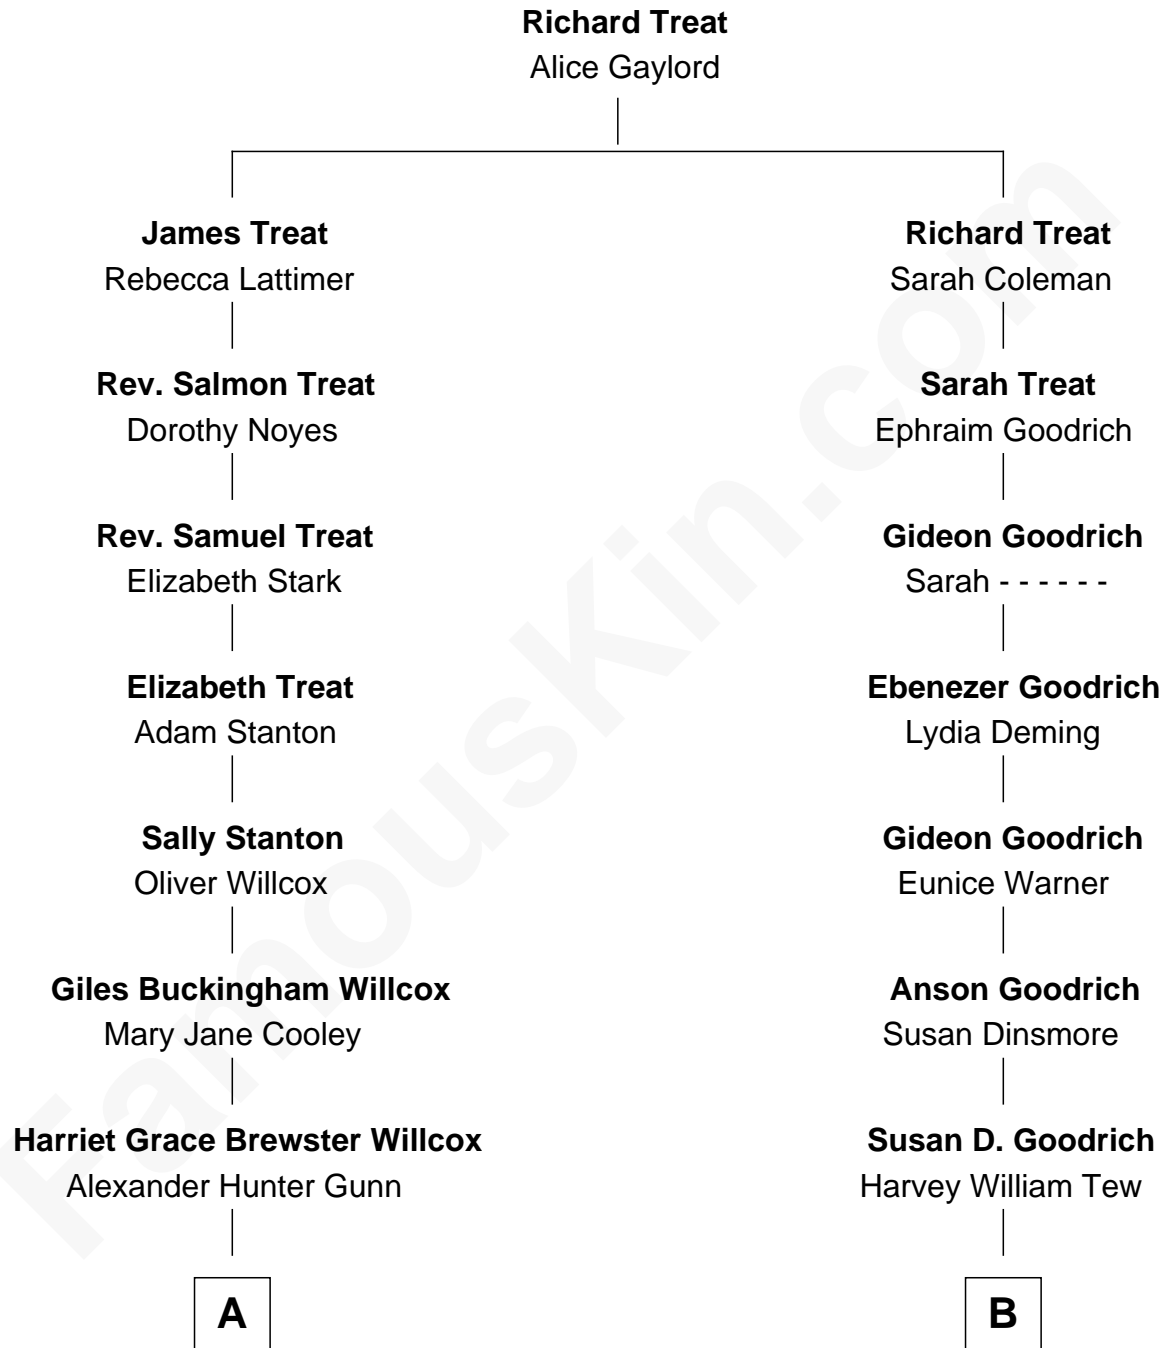 Richard Treat
Alice Gaylord
James Treat
Rebecca Lattimer
Richard Treat
Sarah Coleman
Rev. Salmon Treat
Dorothy Noyes
Sarah Treat
Ephraim Goodrich
Rev. Samuel Treat
Elizabeth Stark
Gideon Goodrich
Sarah - - - - - -
Elizabeth Treat
Adam Stanton
Ebenezer Goodrich
Lydia Deming
Sally Stanton
Oliver Willcox
Gideon Goodrich
Eunice Warner
Giles Buckingham Willcox
Mary Jane Cooley
Anson Goodrich
Susan Dinsmore
Harriet Grace Brewster Willcox
Alexander Hunter Gunn
Susan D. Goodrich
Harvey William Tew
A
B
FamousKin.com